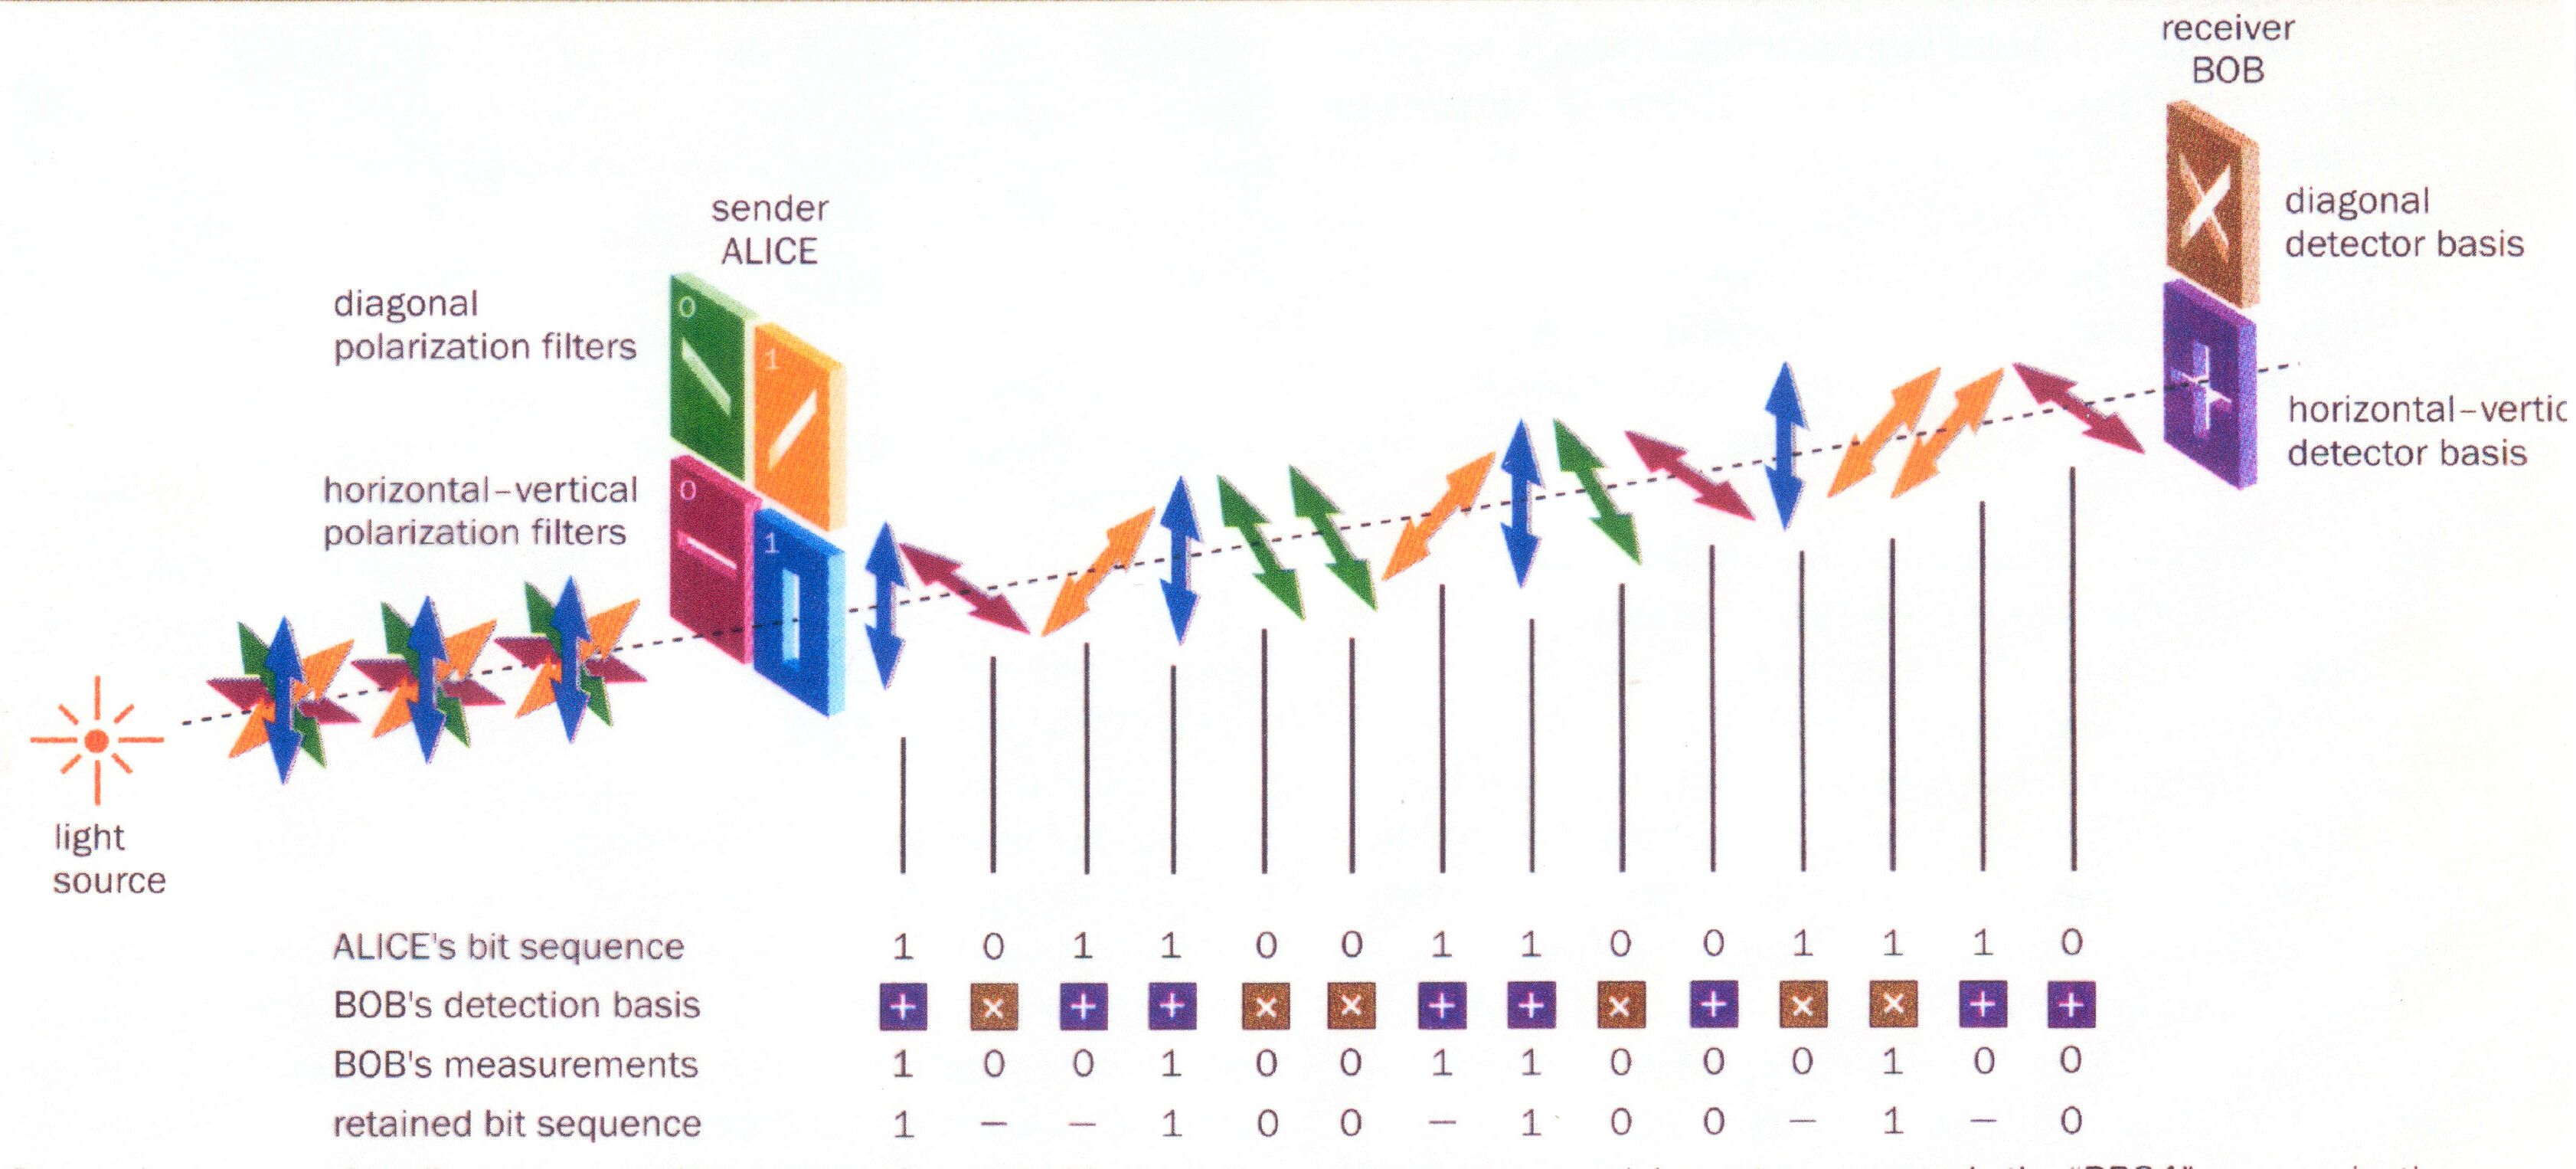 receiver
BOB
sender
ALICE
diagonal
detector basis
diagonal
polarization filters
0
1
horizontal–vertical
polarization filters
0
1
horizontal–vertic
detector basis
light
source
ALICE's bit sequence 1 0 1 1 0 0 1 1 0 0 1 1 1 0
BOB's detection basis + × + + × × + + × + × × + +
BOB's measurements 1 0 0 1 0 0 1 1 0 0 0 1 0 0
retained bit sequence 1 – – 1 0 0 – 1 0 0 – 1 – 0